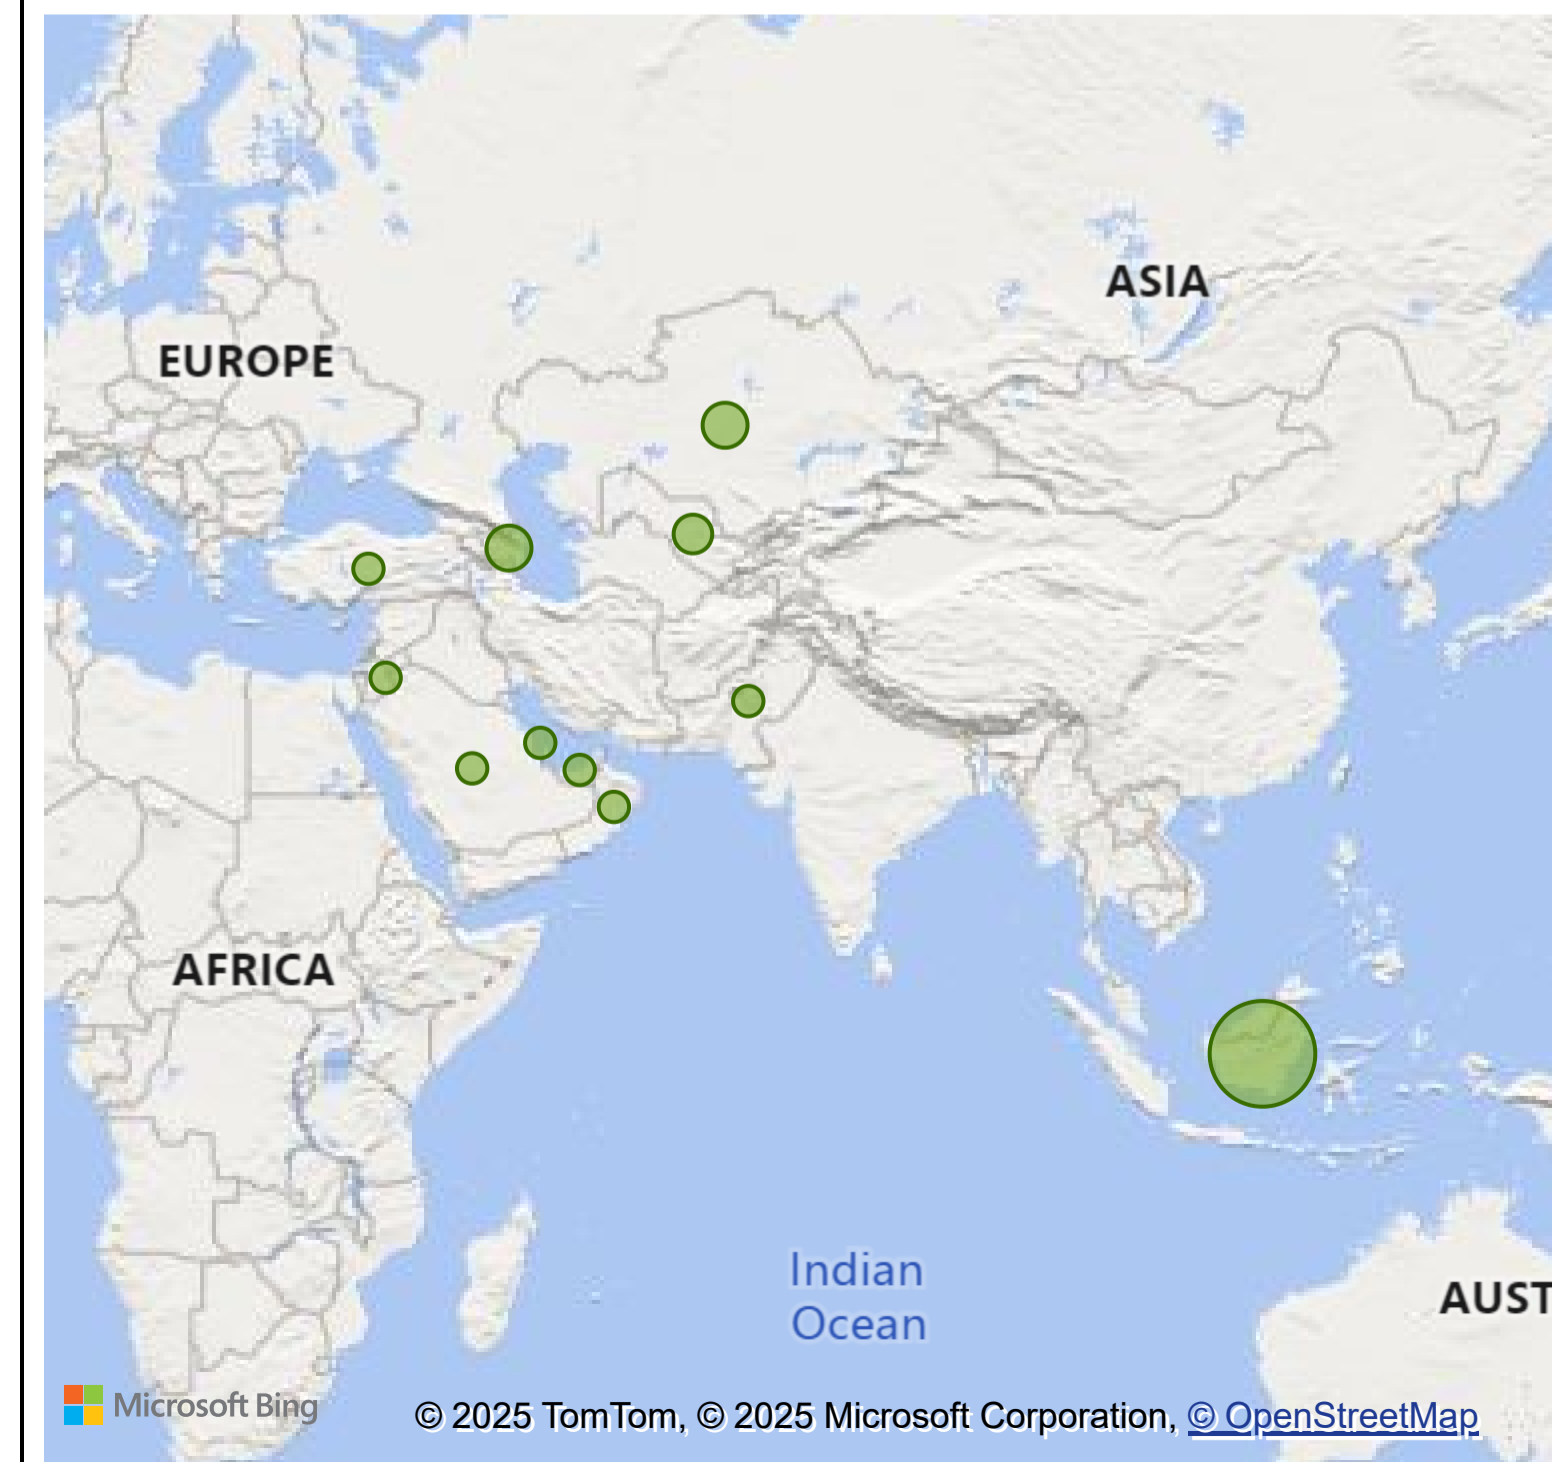 ASIA
EUROPE
AFRICA
Indian
Ocean
AUST
Microsoft Bing
© 2025 TomTom, © 2025 Microsoft Corporation, © OpenStreetMap